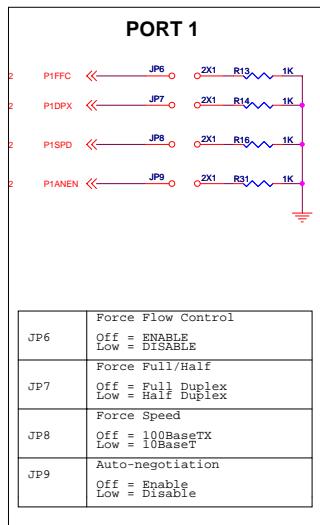 PORT 1
2 P1FFC JP6 2X1 R13 1K
2 P1DPX JP7 2X1 R14 1K
2 P1SPD JP8 2X1 R16 1K
2 P1ANEN JP9 2X1 R31 1K
JP6
Force Flow Control
Off = ENABLE
Low = DISABLE
JP7
Force Full/Half
Off = Full Duplex
Low = Half Duplex
JP8
Force Speed
Off = 100BaseTX
Low = 10BaseT
JP9
Auto-negotiation
Off = Enable
Low = Disable